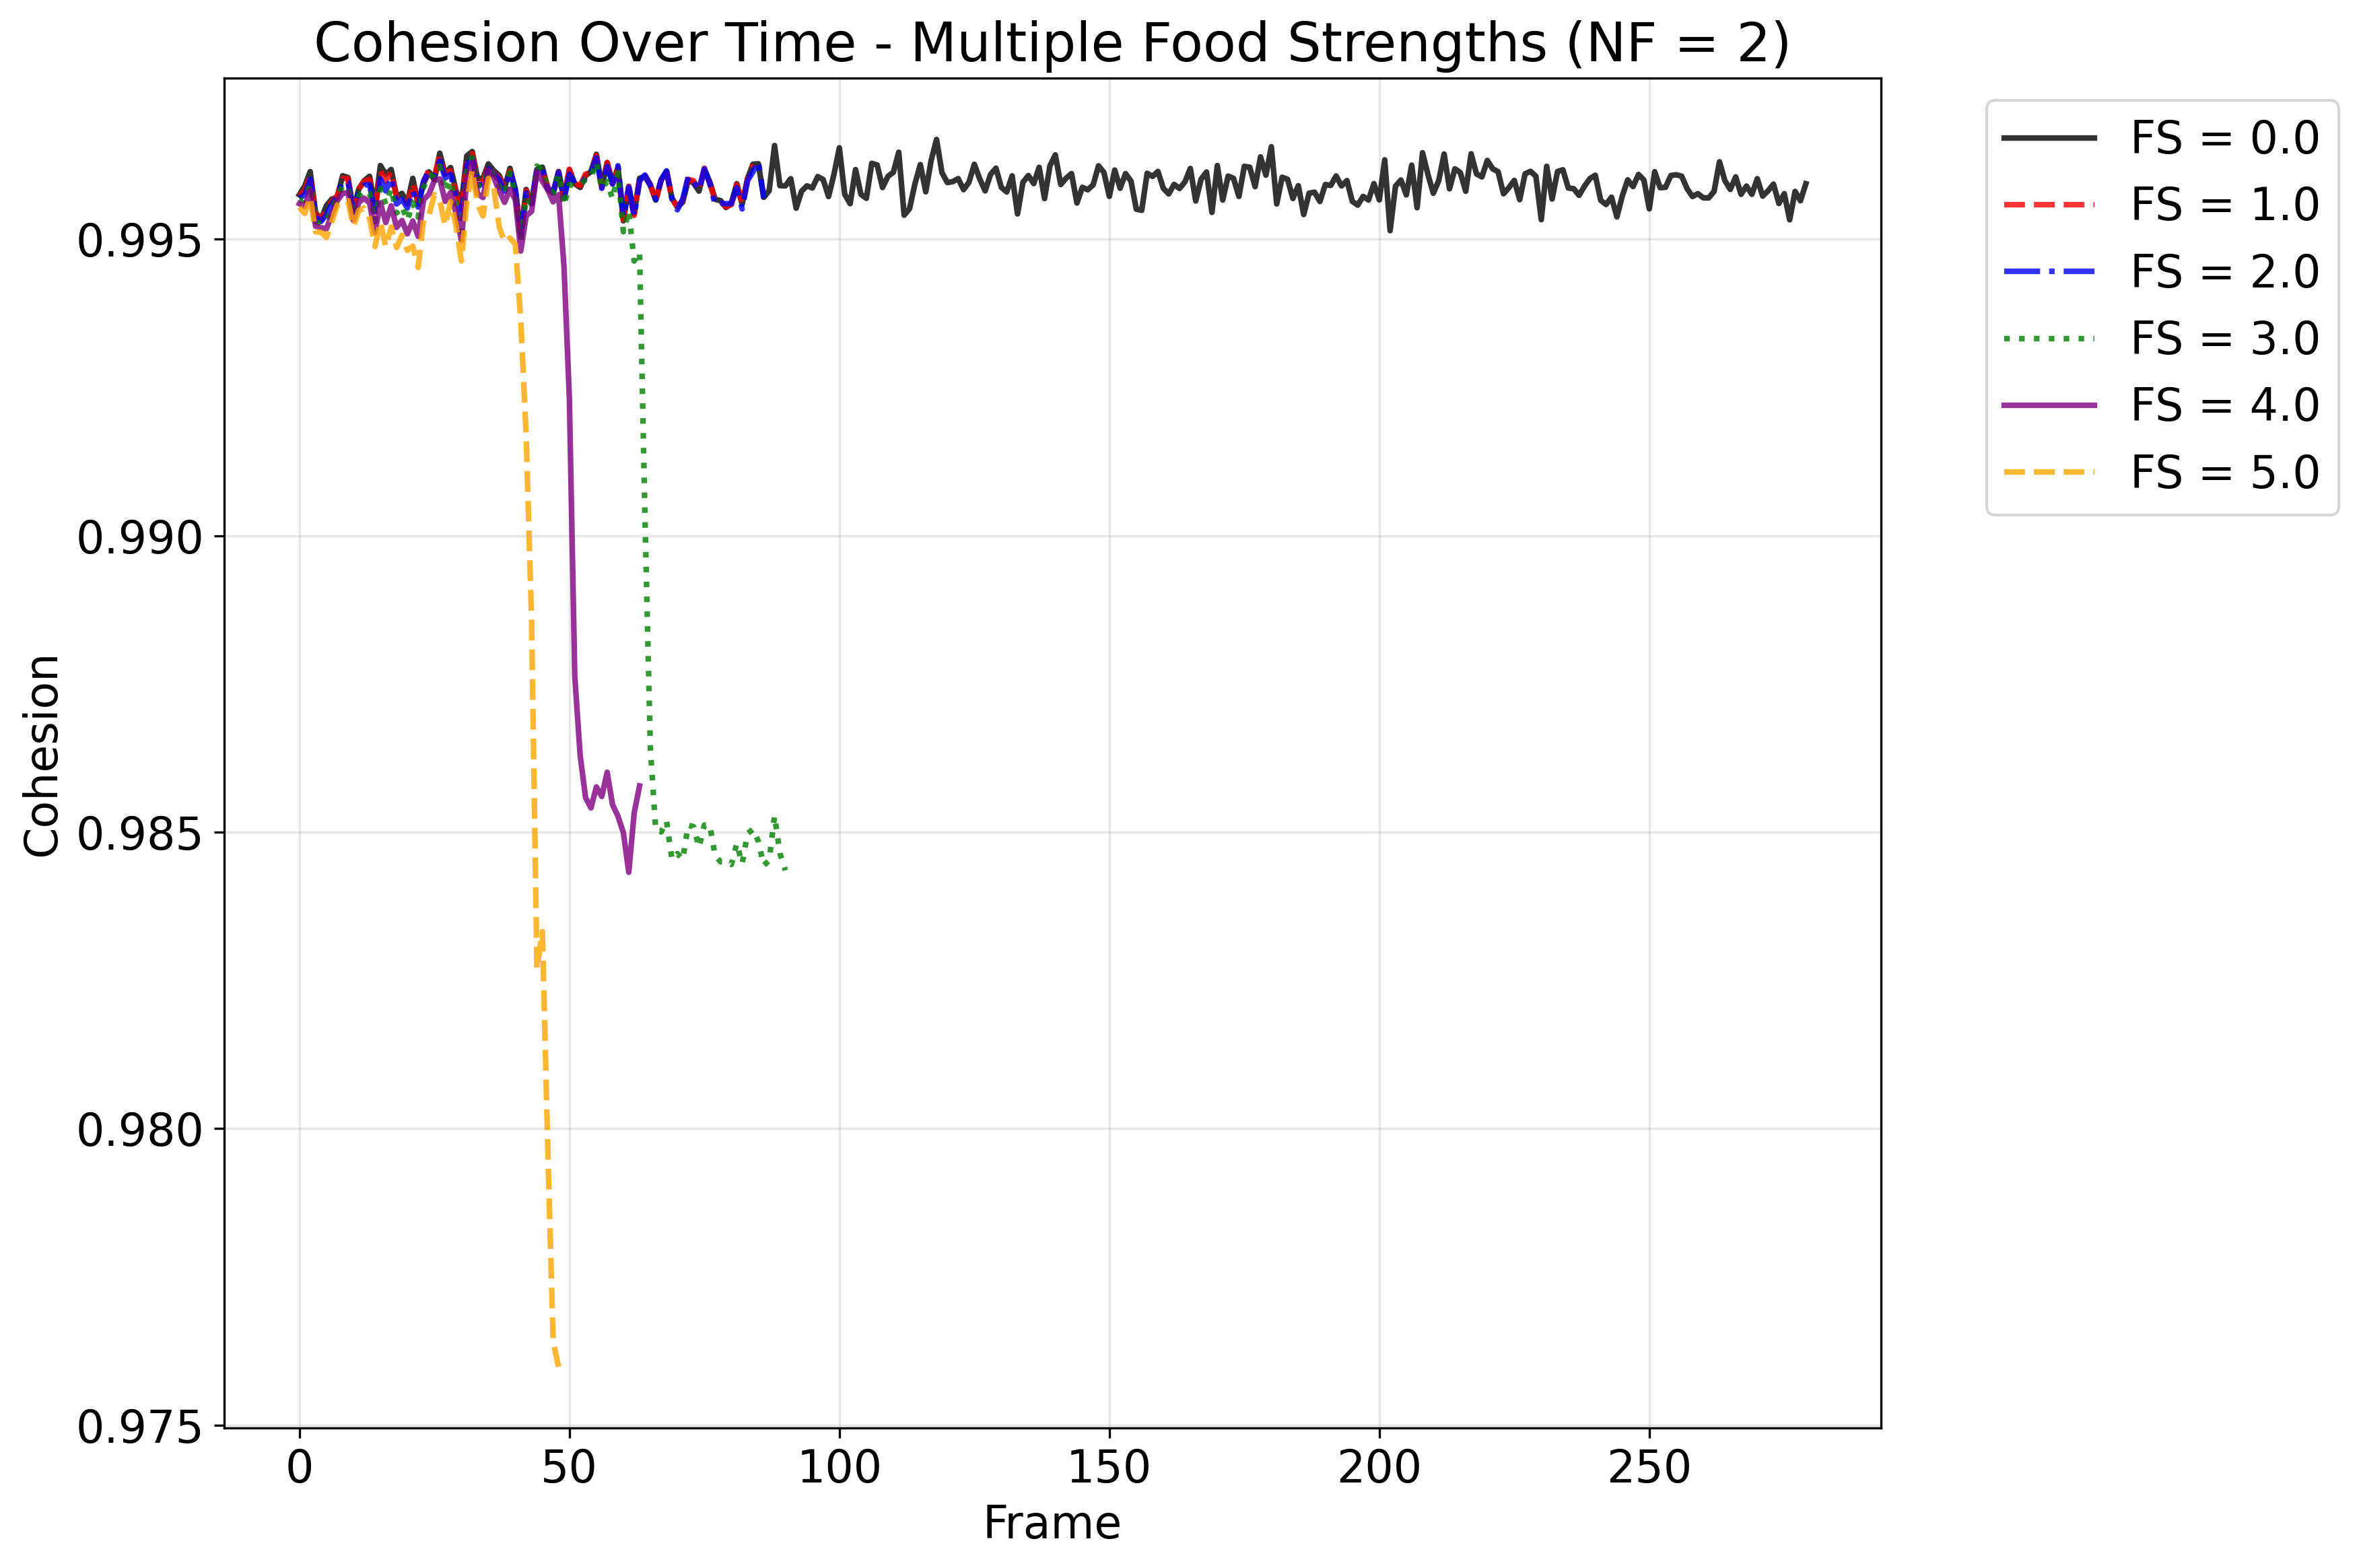 Cohesion Over Time - Multiple Food Strengths (NF = 2)
FS = 0.0
FS = 1.0
FS = 2.0
FS = 3.0
FS = 4.0
FS = 5.0
Cohesion
0.995
0.990
0.985
0.980
0.975
0 50 100 150 200 250
Frame